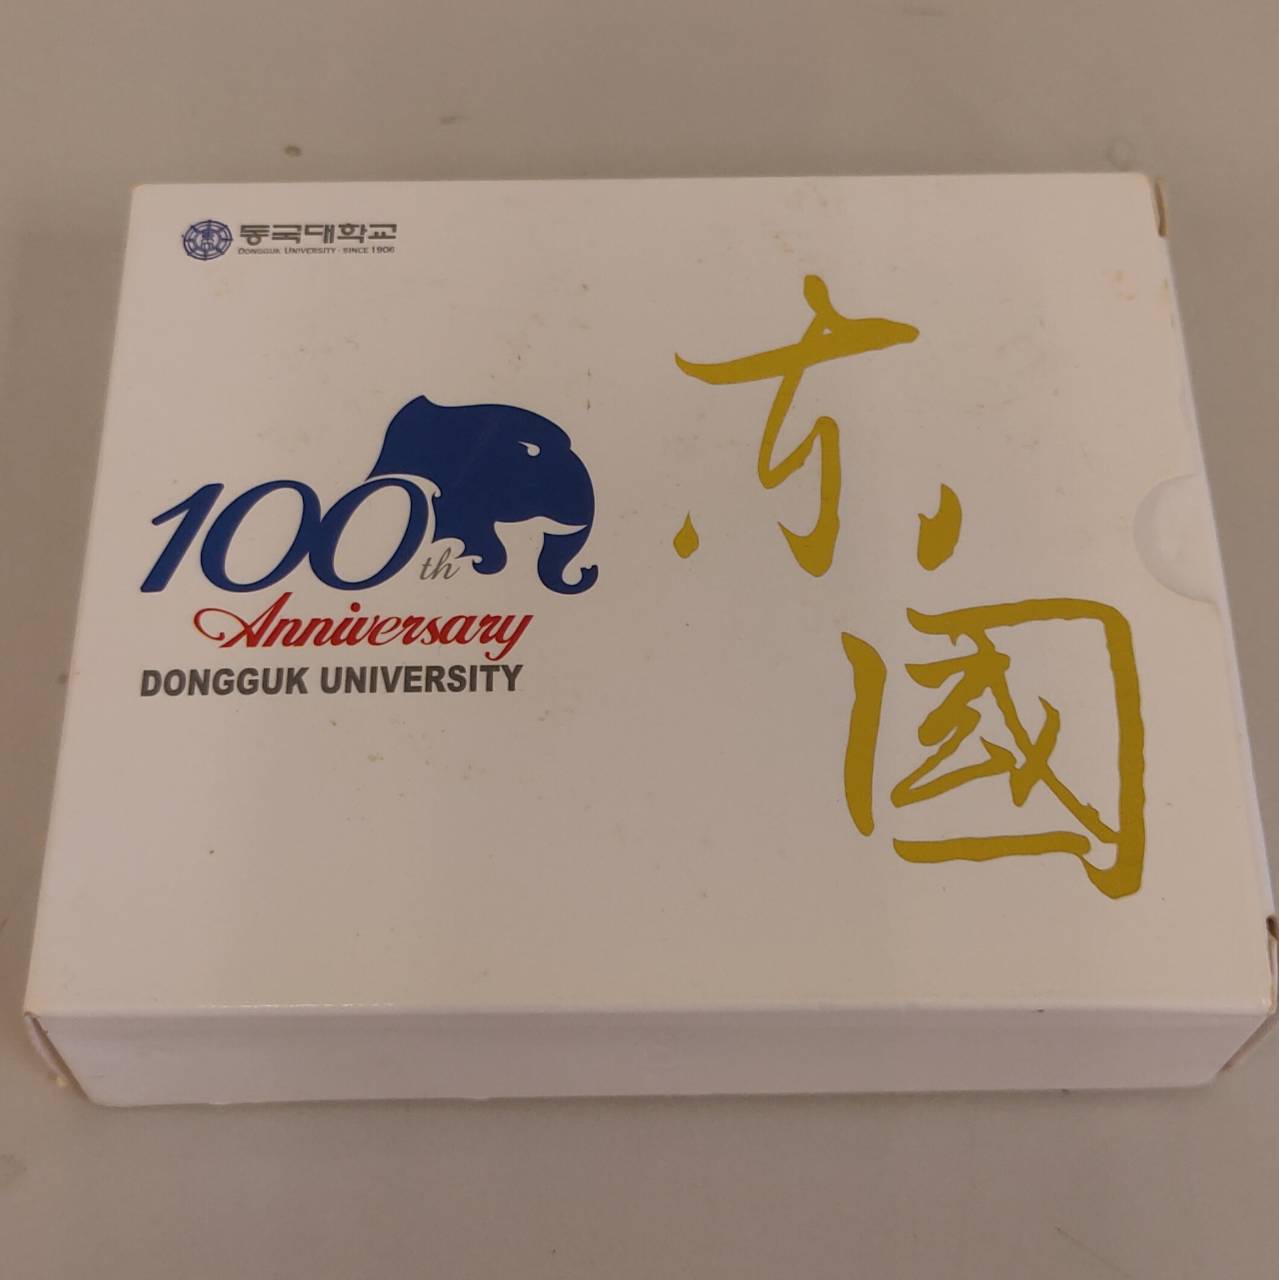 동국대학교
DONGGUK UNIVERSITY · SINCE 1906
100th
Anniversary
DONGGUK UNIVERSITY
东
國